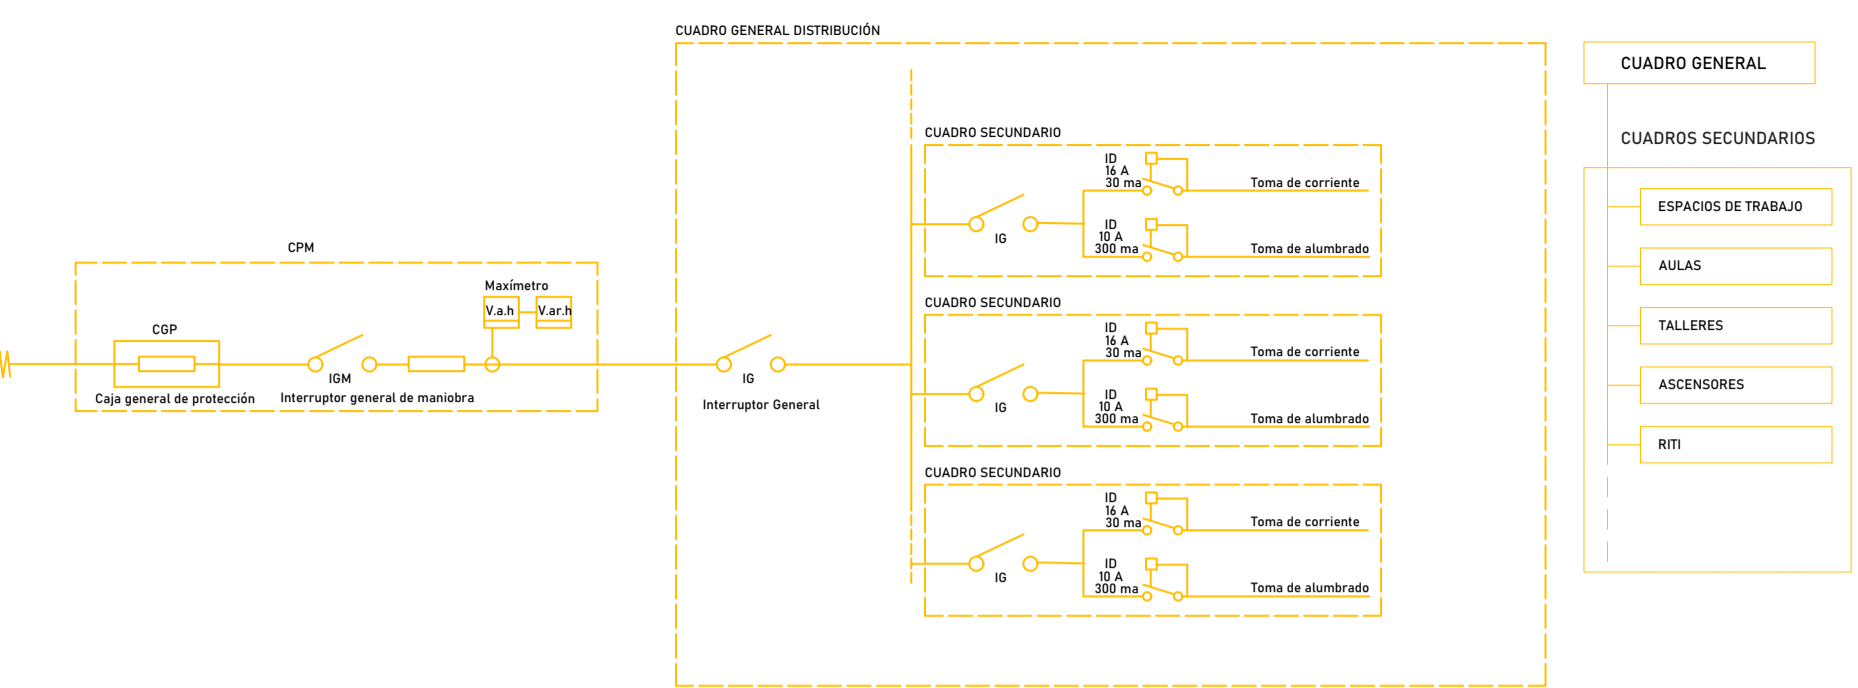 CUADRO GENERAL DISTRIBUCIÓN
CPM
CGP
Caja general de protección
IGM
Interruptor general de maniobra
Maxímetro
V.a.h
V.ar.h
IG
Interruptor General
CUADRO SECUNDARIO
IG
ID
16 A
30 ma
Toma de corriente
ID
10 A
300 ma
Toma de alumbrado
CUADRO SECUNDARIO
IG
ID
16 A
30 ma
Toma de corriente
ID
10 A
300 ma
Toma de alumbrado
CUADRO SECUNDARIO
IG
ID
16 A
30 ma
Toma de corriente
ID
10 A
300 ma
Toma de alumbrado
CUADRO GENERAL
CUADROS SECUNDARIOS
ESPACIOS DE TRABAJO
AULAS
TALLERES
ASCENSORES
RITI